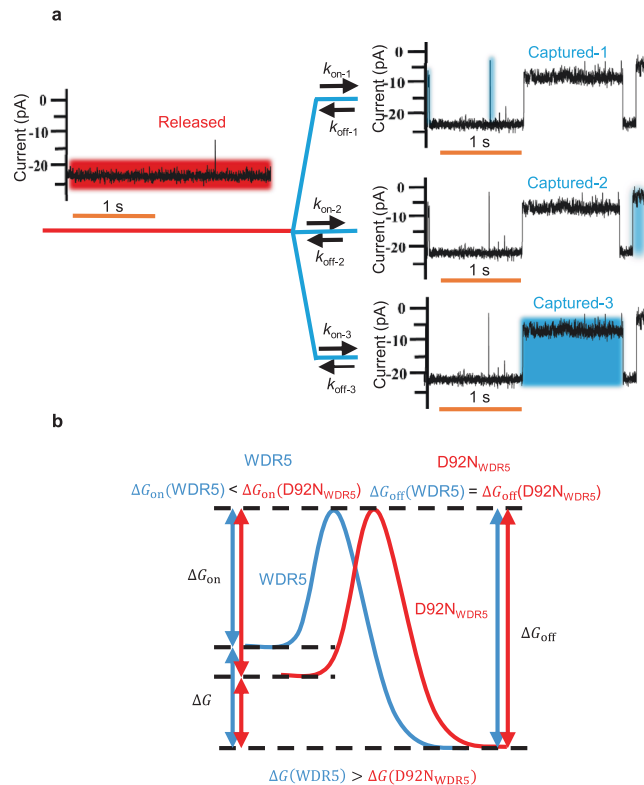 a
Current (pA)
0
-10
-20
Released
1 s
k_on-1
k_off-1
k_on-2
k_off-2
k_on-3
k_off-3
Current (pA)
0
-10
-20
Captured-1
1 s
Current (pA)
0
-10
-20
Captured-2
1 s
Current (pA)
0
-10
-20
Captured-3
1 s
b
WDR5
D92N_WDR5
ΔG_on(WDR5) < ΔG_on(D92N_WDR5)
ΔG_off(WDR5) = ΔG_off(D92N_WDR5)
ΔG_on
WDR5
D92N_WDR5
ΔG_off
ΔG
ΔG(WDR5) > ΔG(D92N_WDR5)